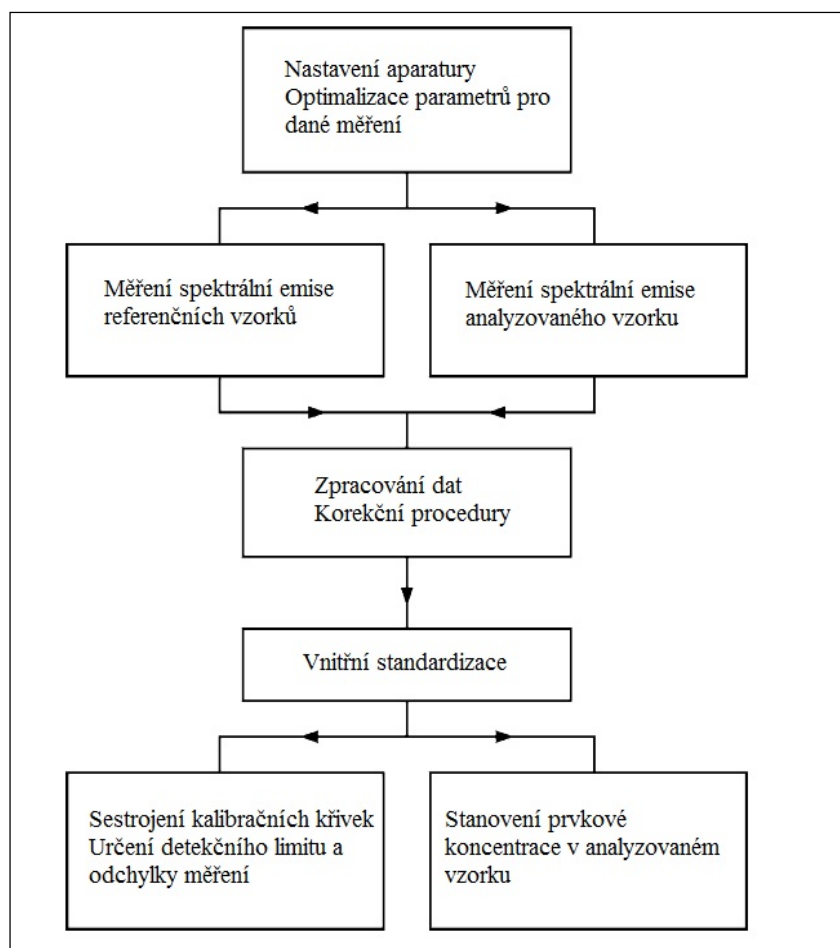 Nastavení aparatury
Optimalizace parametrů pro
dané měření
Měření spektrální emise
referenčních vzorků
Měření spektrální emise
analyzovaného vzorku
Zpracování dat
Korekční procedury
Vnitřní standardizace
Sestrojení kalibračních křivek
Určení detekčního limitu a
odchylky měření
Stanovení prvkové
koncentrace v analyzovaném
vzorku